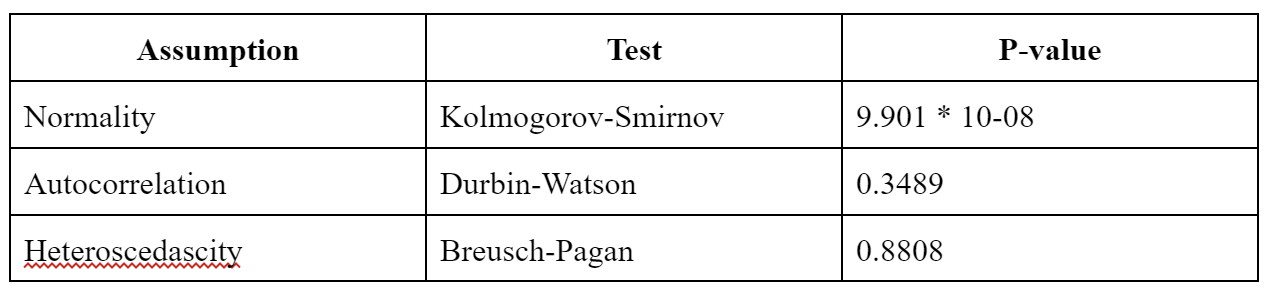 Assumption Test P-value
Normality Kolmogorov-Smirnov 9.901 * 10-08
Autocorrelation Durbin-Watson 0.3489
Heteroscedascity Breusch-Pagan 0.8808